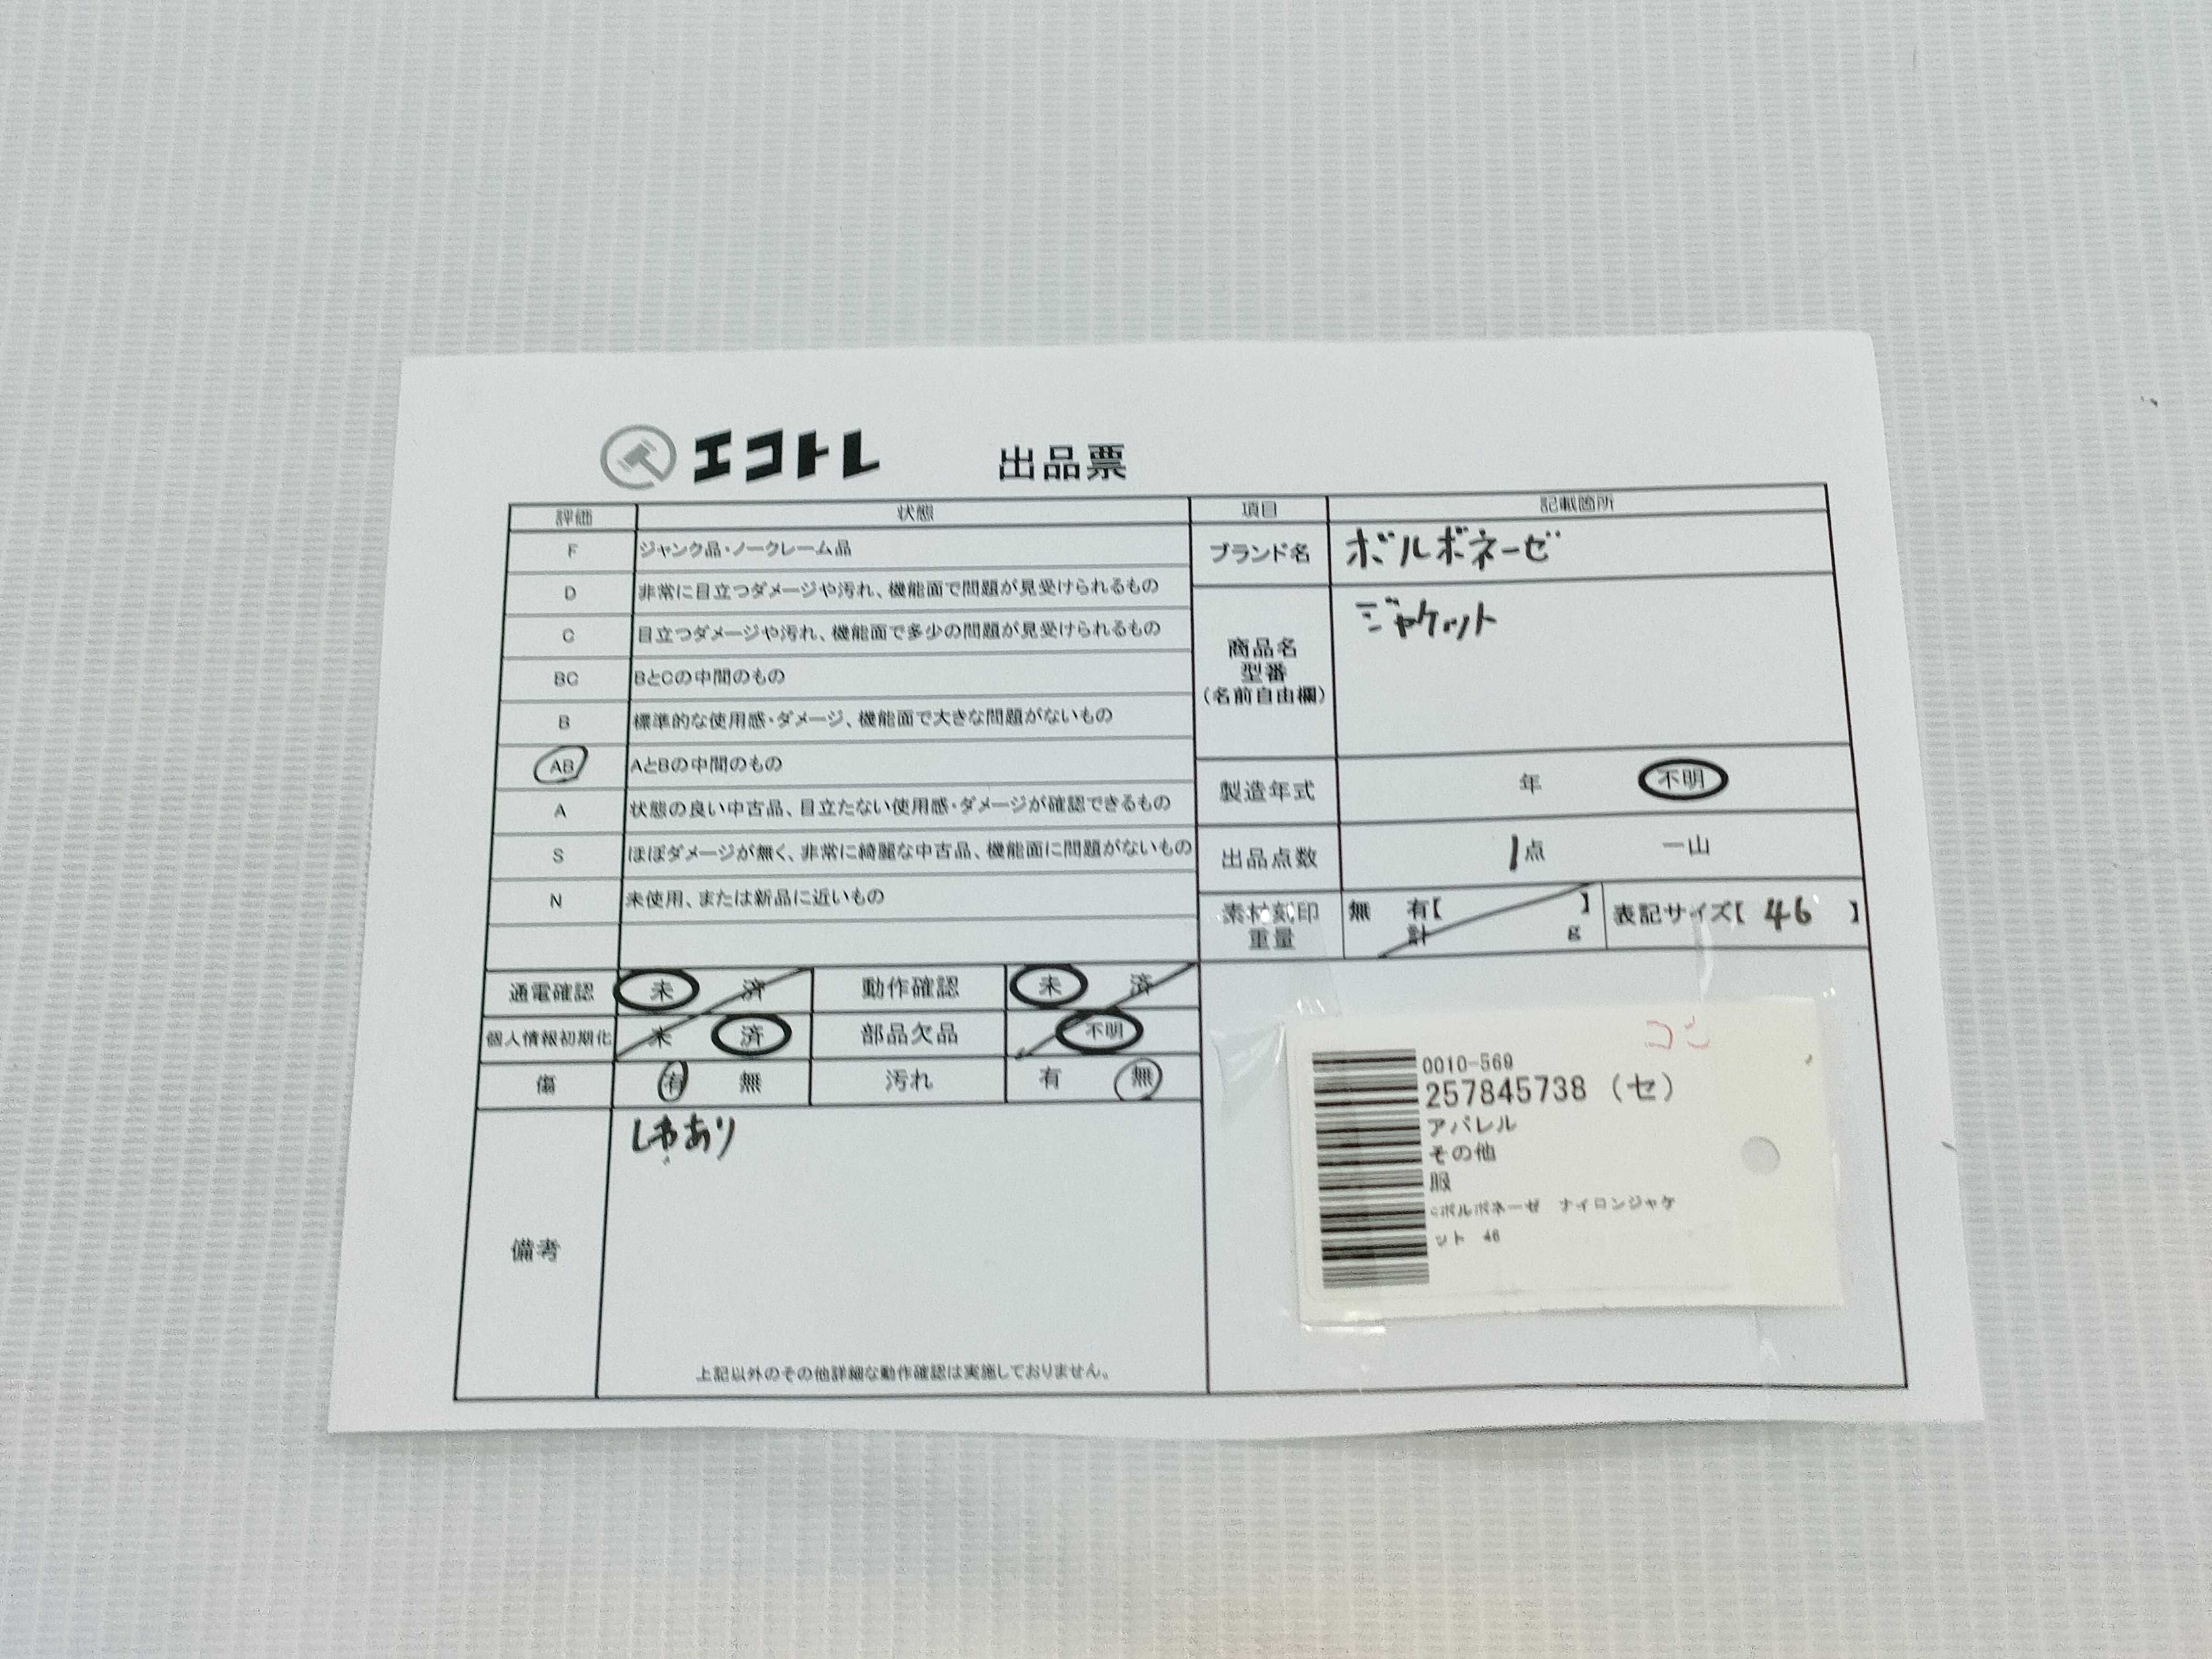 エコトレ 出品票
評価 状態 項目 記載箇所
F ジャンク品・ノークレーム品
D 非常に目立つダメージや汚れ、機能面で問題が見受けられるもの
C 目立つダメージや汚れ、機能面で多少の問題が見受けられるもの
BC BとCの中間のもの
B 標準的な使用感・ダメージ、機能面で大きな問題がないもの
AB AとBの中間のもの
A 状態の良い中古品、目立たない使用感・ダメージが確認できるもの
S ほぼダメージが無く、非常に綺麗な中古品、機能面に問題がないもの
N 未使用、または新品に近いもの
ブランド名 ボルボネーゼ
商品名
型番
(名前自由欄)
ジャケット
製造年式 年 不明
出品点数 1点 一山
素材刻印 無 有【 】
重量 計 g
表記サイズ【 46 】
通電確認 未 済 動作確認 未 済
個人情報初期化 未 済 部品欠品 不明
傷 有 無 汚れ 有 無
備考
しわあり
上記以外のその他詳細な動作確認は実施しておりません。
0010-569
257845738 (セ)
アパレル
その他
服
ボルボネーゼ ナイロンジャケ
ット 46